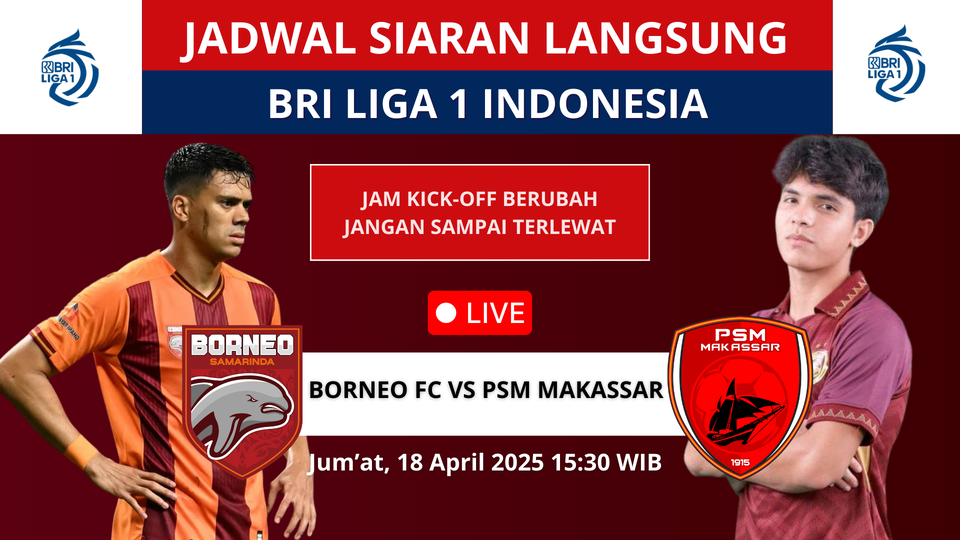 JADWAL SIARAN LANGSUNG
BRI LIGA 1 INDONESIA
BRI
LIGA 1
BRI
LIGA 1
JAM KICK-OFF BERUBAH
JANGAN SAMPAI TERLEWAT
LIVE
BORNEO
SAMARINDA
BORNEO FC VS PSM MAKASSAR
PSM
MAKASSAR
1915
Jum’at, 18 April 2025 15:30 WIB